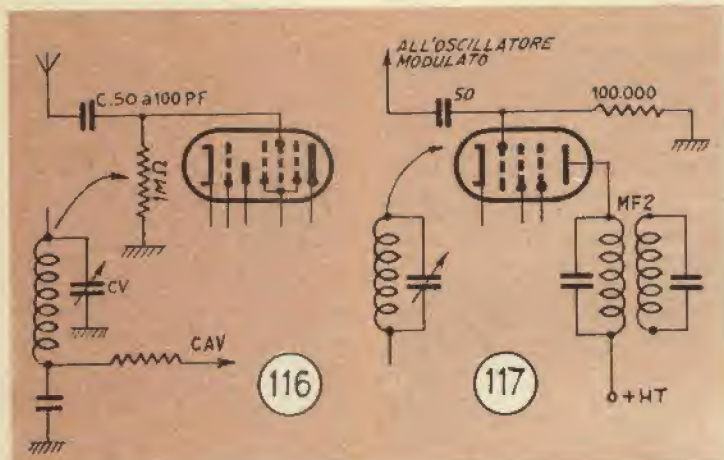 ALL'OSCILLATORE
MODULATO
C.50 à 100 PF
1MΩ
CV
CAV
116
50
100.000
MF2
117
+HT